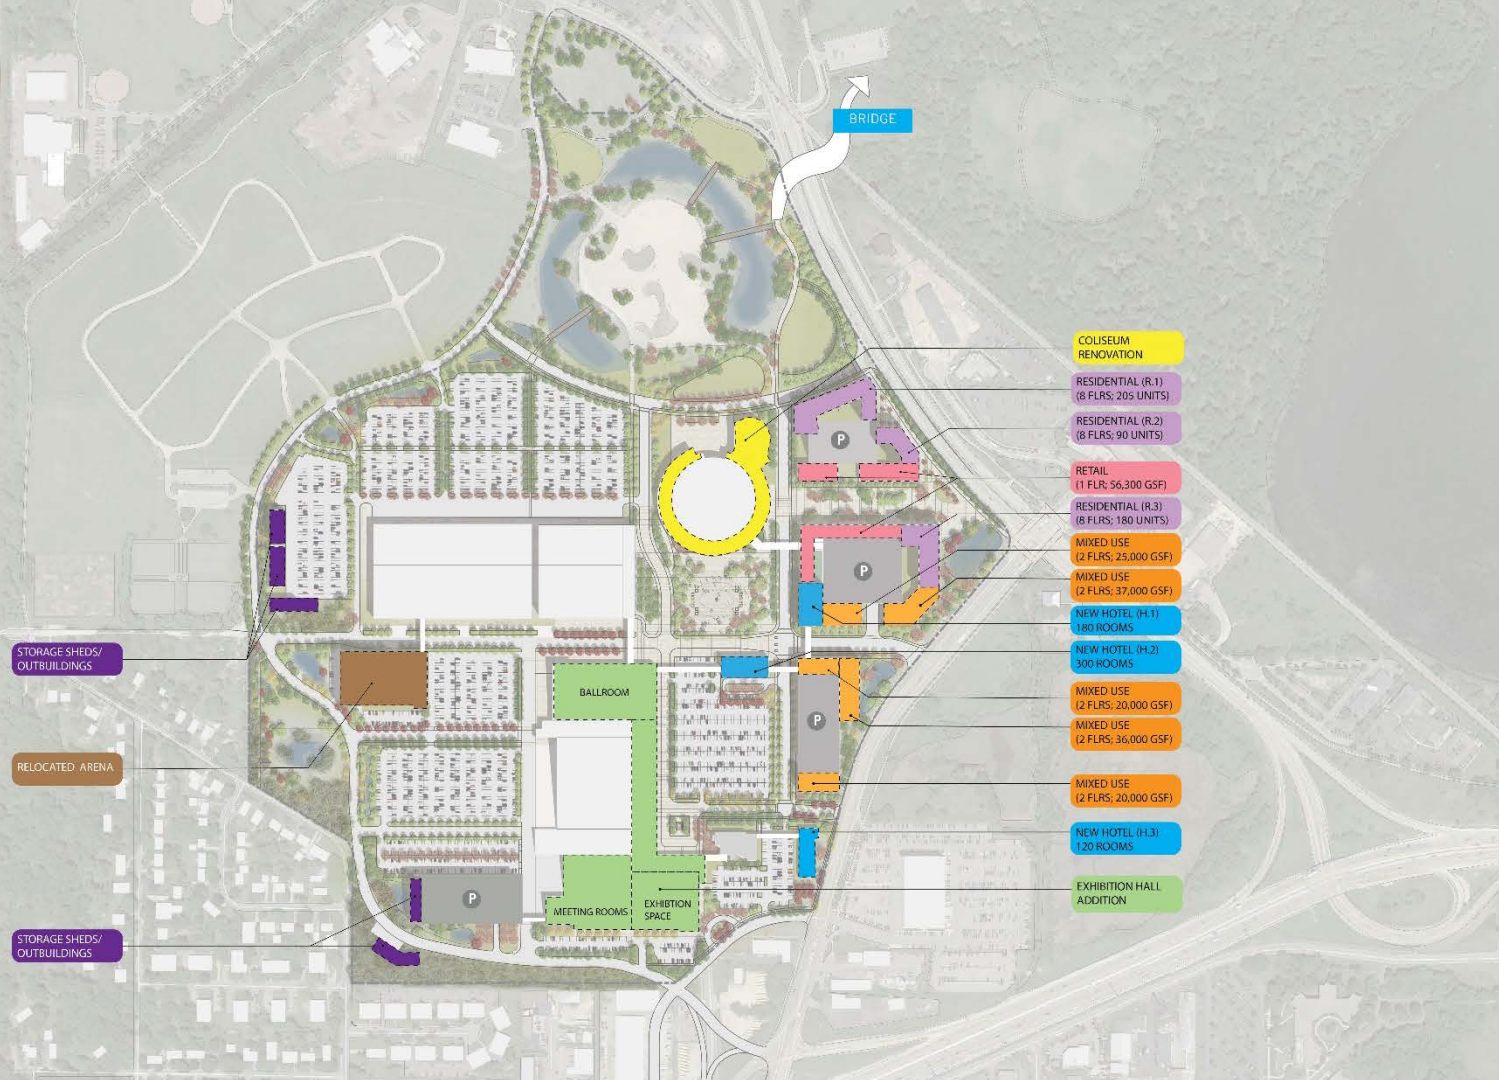 BRIDGE
COLISEUM
RENOVATION
RESIDENTIAL (R.1)
(8 FLRS; 205 UNITS)
RESIDENTIAL (R.2)
(8 FLRS; 90 UNITS)
P
RETAIL
(1 FLR; 56,300 GSF)
RESIDENTIAL (R.3)
(8 FLRS; 180 UNITS)
MIXED USE
(2 FLRS; 25,000 GSF)
P
MIXED USE
(2 FLRS; 37,000 GSF)
NEW HOTEL (H.1)
180 ROOMS
STORAGE SHEDS/
OUTBUILDINGS
NEW HOTEL (H.2)
300 ROOMS
BALLROOM
MIXED USE
(2 FLRS; 20,000 GSF)
P
MIXED USE
(2 FLRS; 36,000 GSF)
RELOCATED ARENA
MIXED USE
(2 FLRS; 20,000 GSF)
NEW HOTEL (H.3)
120 ROOMS
EXHIBITION HALL
ADDITION
P
MEETING ROOMS
EXHIBTION
SPACE
STORAGE SHEDS/
OUTBUILDINGS